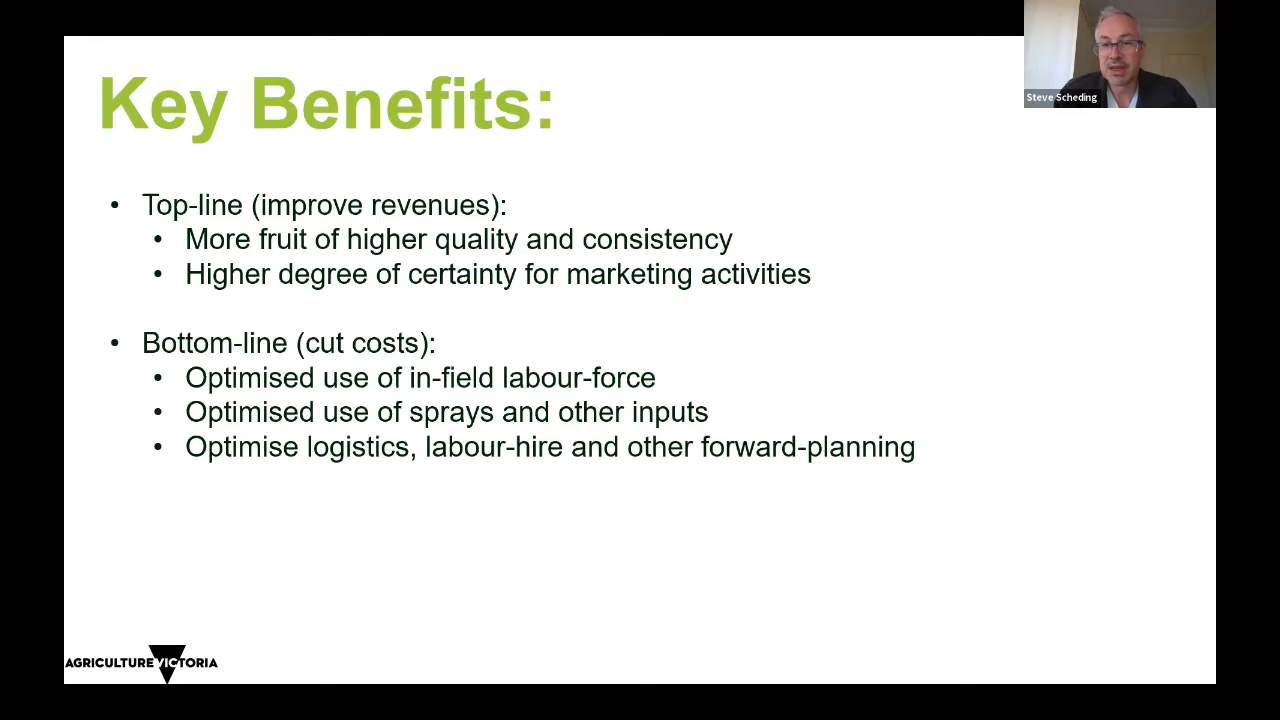 Key Benefits:
Steve Scheding
• Top-line (improve revenues):
• More fruit of higher quality and consistency
• Higher degree of certainty for marketing activities
• Bottom-line (cut costs):
• Optimised use of in-field labour-force
• Optimised use of sprays and other inputs
• Optimise logistics, labour-hire and other forward-planning
AGRICULTURE VICTORIA